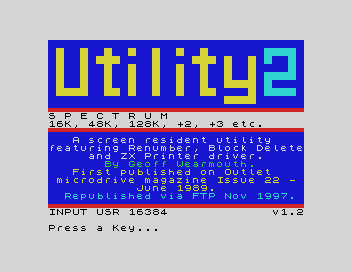 Utility2
SPECTRUM
16K, 48K, 128K, +2, +3 etc.
A screen resident utility
featuring Renumber, Block Delete
and ZX Printer driver.
By Geoff Wearmouth.
First published on Outlet
microdrive magazine Issue 22 -
June 1989.
Republished via FTP Nov 1997.
INPUT USR 16384 v1.2
Press a Key...